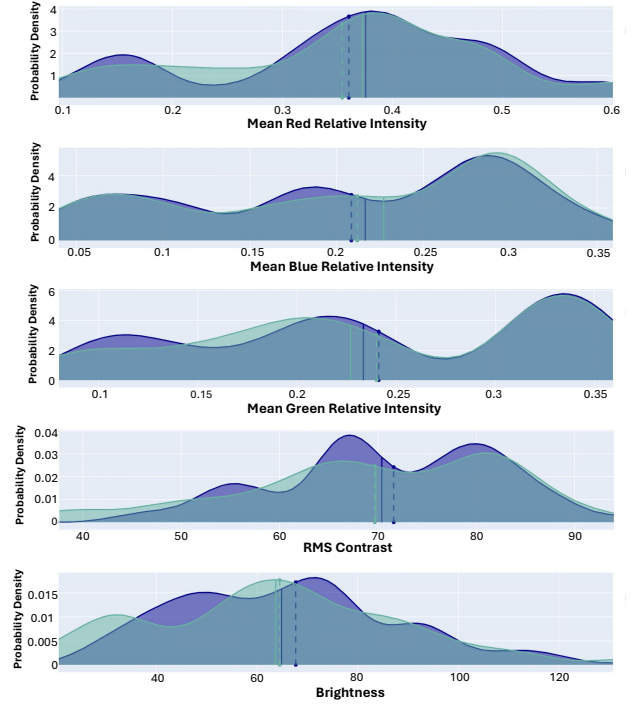 Probability Density
4
3
2
1
0.1 0.2 0.3 0.4 0.5 0.6
Mean Red Relative Intensity
Probability Density
4
2
0
0.05 0.1 0.15 0.2 0.25 0.3 0.35
Mean Blue Relative Intensity
Probability Density
6
4
2
0
0.1 0.15 0.2 0.25 0.3 0.35
Mean Green Relative Intensity
Probability Density
0.04
0.03
0.02
0.01
0
40 50 60 70 80 90
RMS Contrast
Probability Density
0.015
0.01
0.005
0
40 60 80 100 120
Brightness